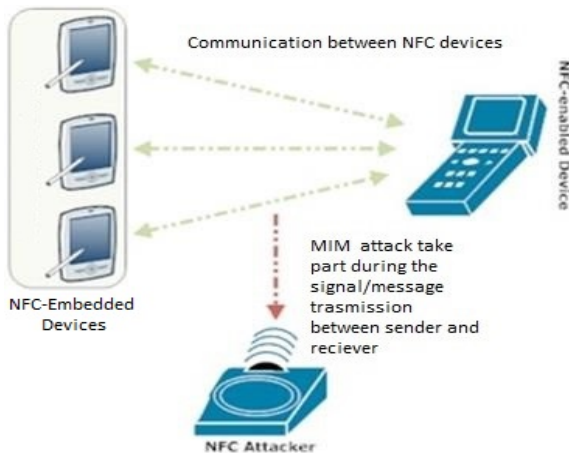 Communication between NFC devices
NFC-enabled Device
MIM attack take
part during the
signal/message
trasmission
between sender and
reciever
NFC-Embedded
Devices
NFC Attacker